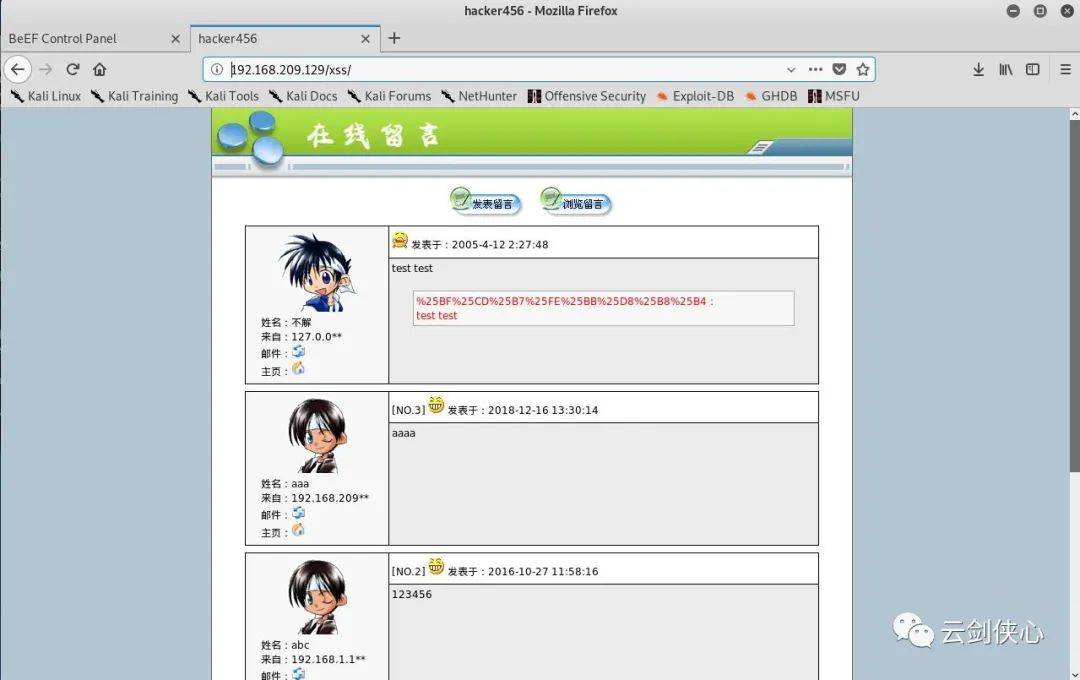 hacker456 - Mozilla Firefox
BeEF Control Panel
hacker456
192.168.209.129/xss/
Kali Linux Kali Training Kali Tools Kali Docs Kali Forums NetHunter Offensive Security Exploit-DB GHDB MSFU
在线留言
发表留言 浏览留言
发表于：2005-4-12 2:27:48
test test
%25BF%25CD%25B7%25FE%25BB%25D8%25B8%25B4：
test test
姓名：不解
来自：127.0.0**
邮件：
主页：
[NO.3] 发表于：2018-12-16 13:30:14
aaaa
姓名：aaa
来自：192.168.209**
邮件：
主页：
[NO.2] 发表于：2016-10-27 11:58:16
123456
姓名：abc
来自：192.168.1.1**
邮件：
云剑侠心